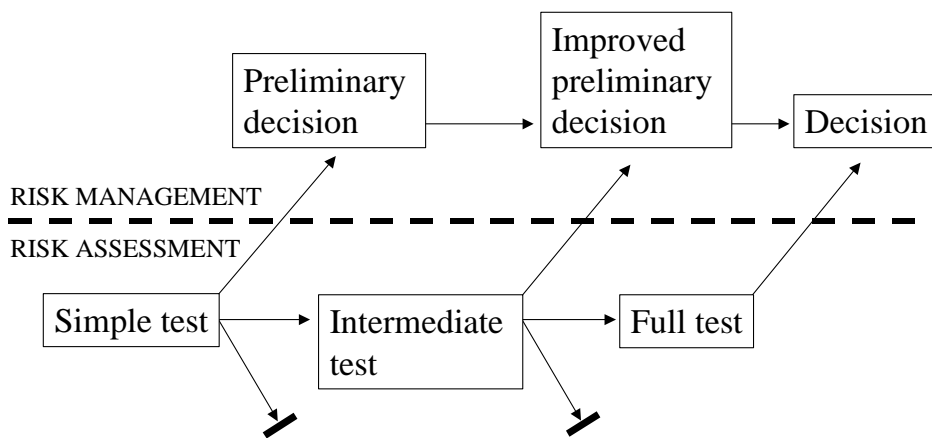 Preliminary
decision
Improved
preliminary
decision
Decision
RISK MANAGEMENT
RISK ASSESSMENT
Simple test
Intermediate
test
Full test